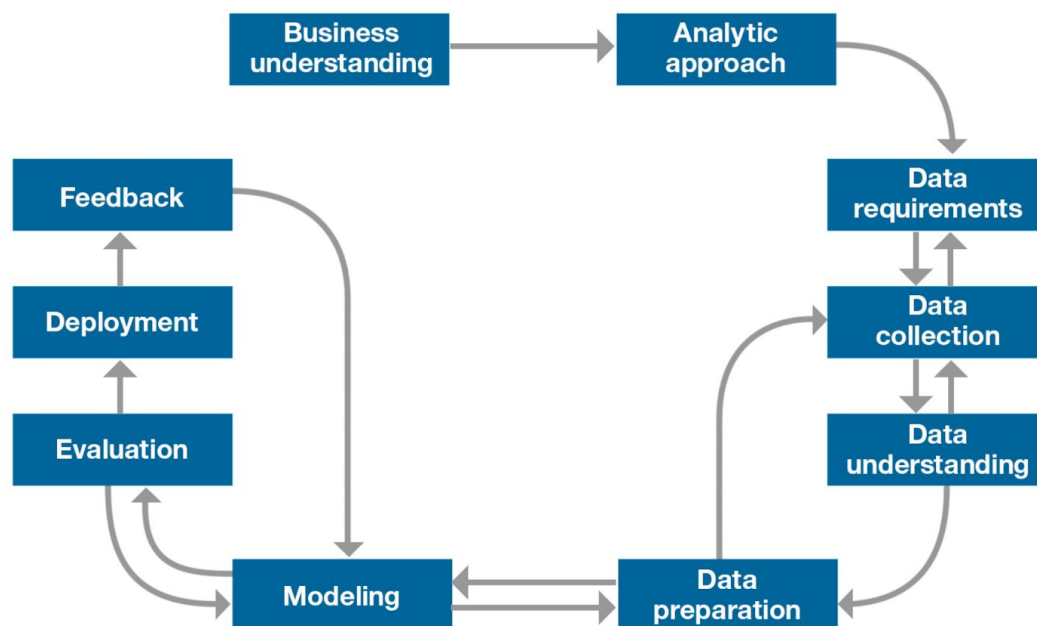 Business
understanding
Analytic
approach
Data
requirements
Data
collection
Data
understanding
Data
preparation
Modeling
Evaluation
Deployment
Feedback